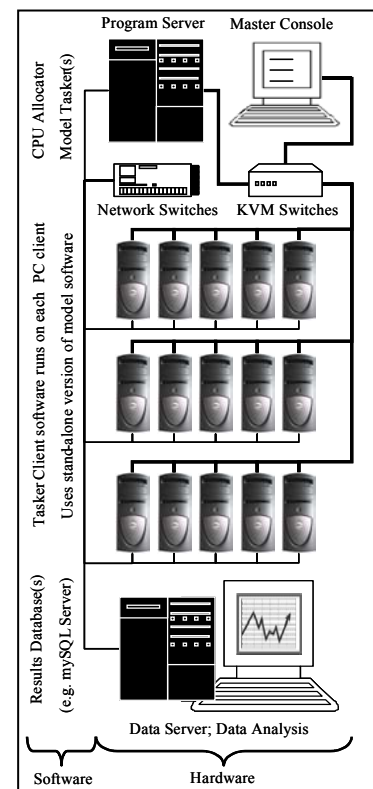 Program Server
Master Console
CPU Allocator
Model Tasker(s)
Network Switches
KVM Switches
Tasker Client software runs on each PC client
Uses stand-alone version of model software
Results Database(s)
(e.g. mySQL Server)
Data Server; Data Analysis
Software
Hardware